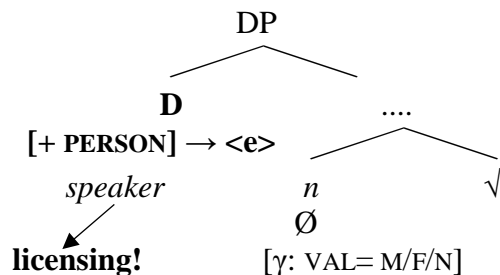 DP
D ....
[+ PERSON] → <e>
speaker n √
Ø
licensing! [γ: VAL= M/F/N]